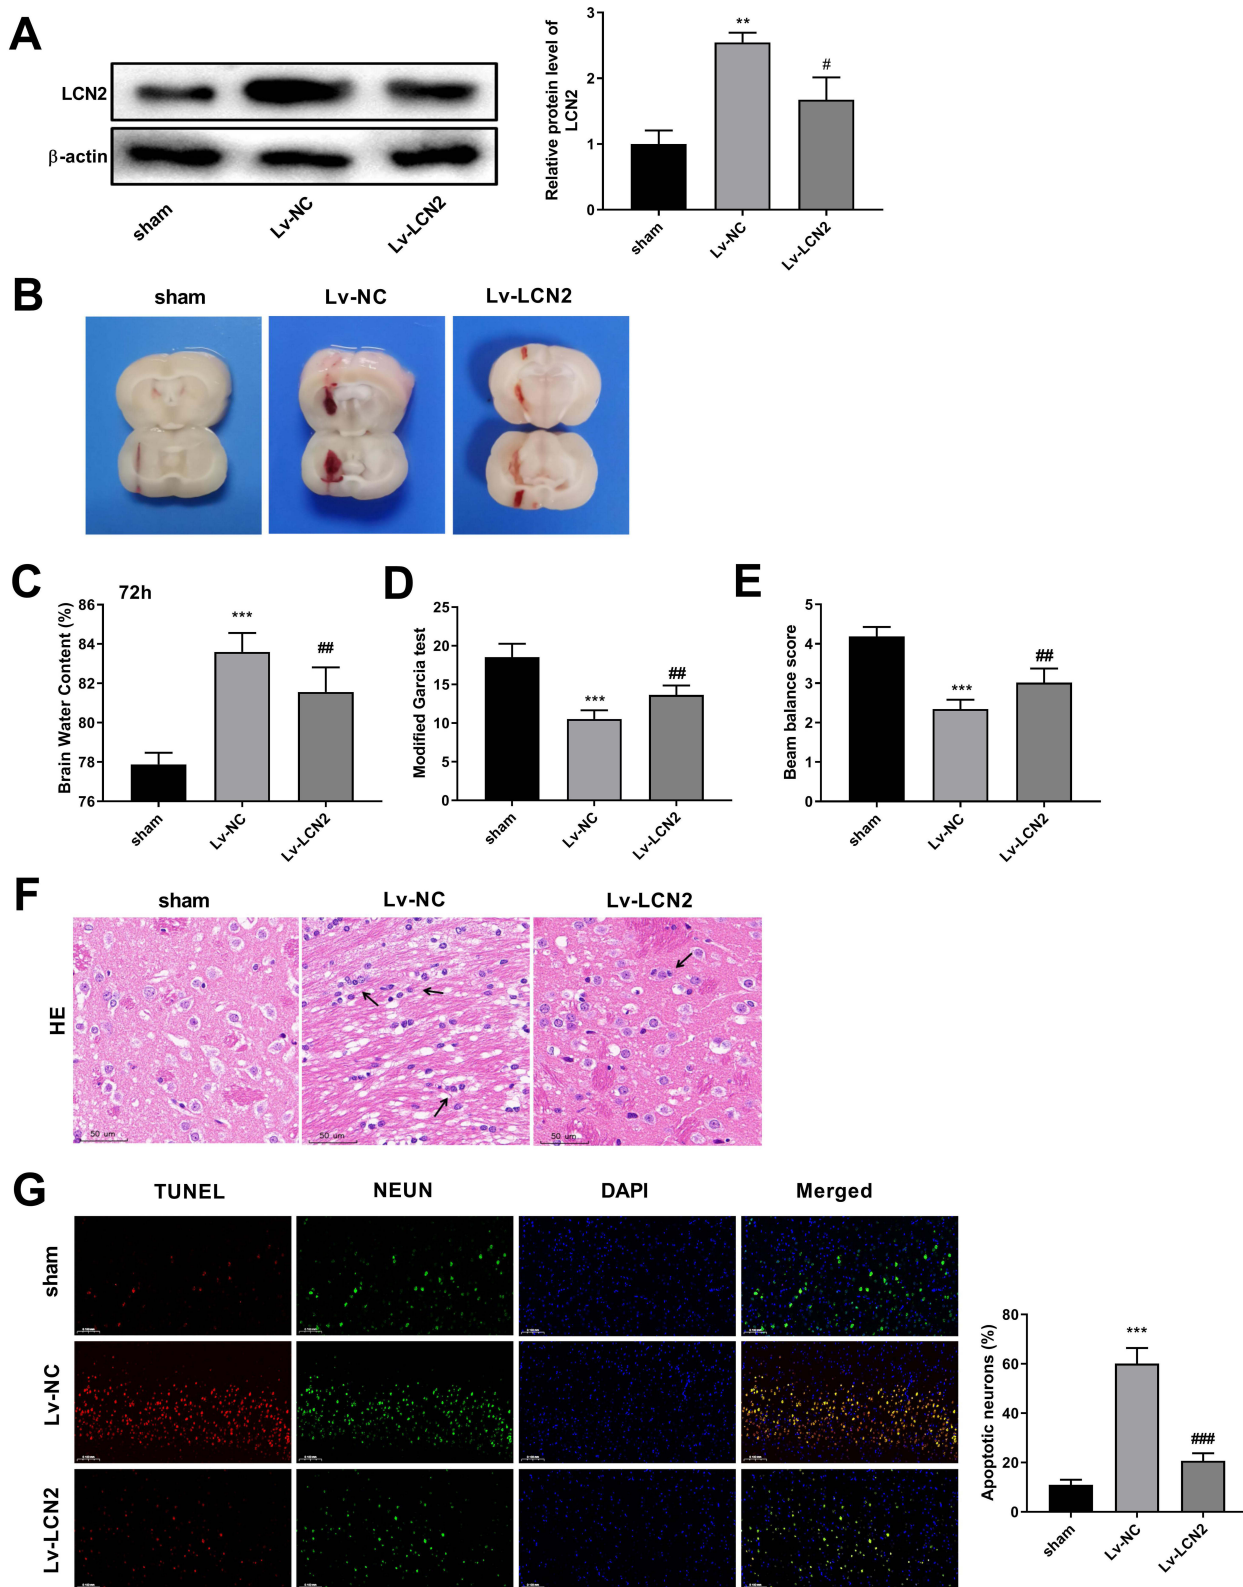 A
LCN2
β-actin
sham
Lv-NC
Lv-LCN2
Relative protein level of
LCN2
3
2
1
0
**
#
sham
Lv-NC
Lv-LCN2
B
sham
Lv-NC
Lv-LCN2
C
72h
Brain Water Content (%)
86
84
82
80
78
76
***
##
sham
Lv-NC
Lv-LCN2
D
Modified Garcia test
25
20
15
10
5
0
***
##
sham
Lv-NC
Lv-LCN2
E
Beam balance score
5
4
3
2
1
0
***
##
sham
Lv-NC
Lv-LCN2
F
sham
Lv-NC
Lv-LCN2
HE
50 um
50 um
50 um
G
TUNEL
NEUN
DAPI
Merged
sham
Lv-NC
Lv-LCN2
Apoptotic neurons (%)
80
60
40
20
0
***
###
sham
Lv-NC
Lv-LCN2